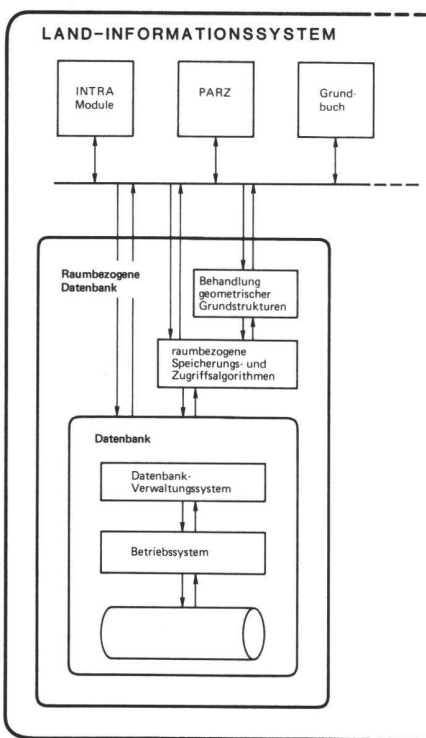 LAND-INFORMATIONSSYSTEM
INTRA
Module
PARZ
Grund-
buch
Raumbezogene
Datenbank
Behandlung
geometrischer
Grundstrukturen
raumbezogene
Speicherungs- und
Zugriffsalgorithmen
Datenbank
Datenbank-
Verwaltungssystem
Betriebssystem